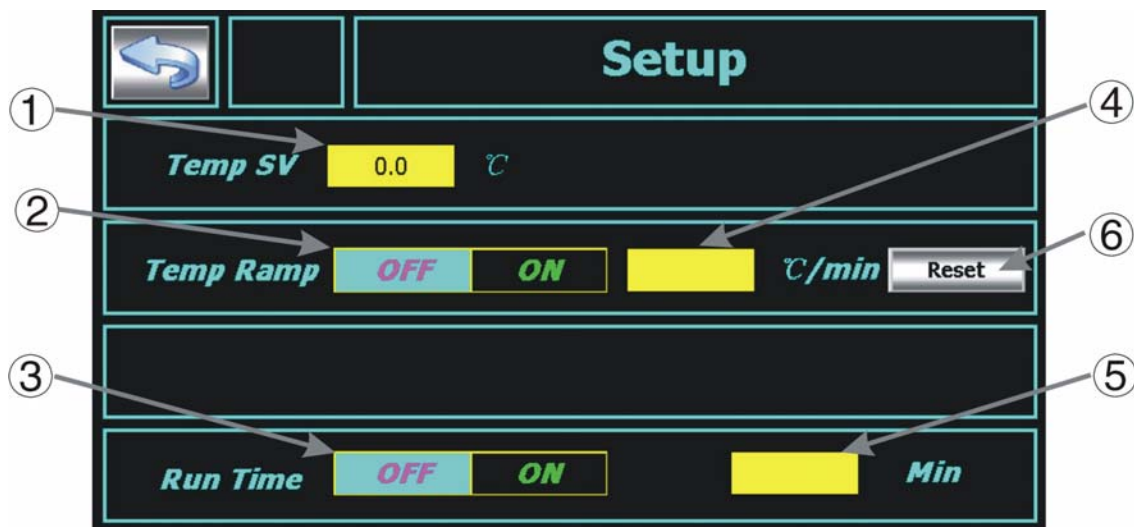 Setup
① ④
Temp SV 0.0 ℃
② ⑥
Temp Ramp OFF ON ℃/min Reset
③ ⑤
Run Time OFF ON Min